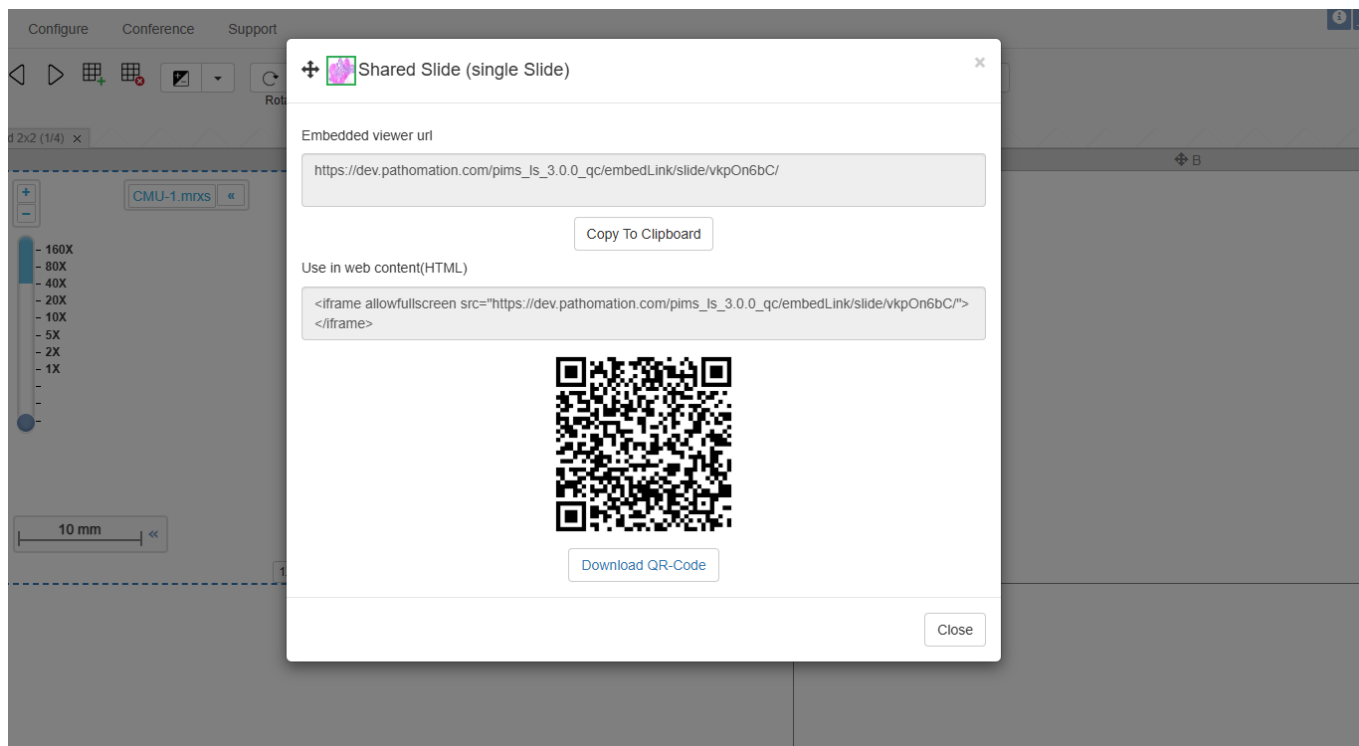 Configure Conference Support
Shared Slide (single Slide)
×
Embedded viewer url
https://dev.pathomation.com/pims_ls_3.0.0_qc/embedLink/slide/vkpOn6bC/
Copy To Clipboard
Use in web content(HTML)
<iframe allowfullscreen src="https://dev.pathomation.com/pims_ls_3.0.0_qc/embedLink/slide/vkpOn6bC/">
</iframe>
Download QR-Code
Close
d 2x2 (1/4) ×
B
+
−
CMU-1.mrxs «
- 160X
- 80X
- 40X
- 20X
- 10X
- 5X
- 2X
- 1X
10 mm «